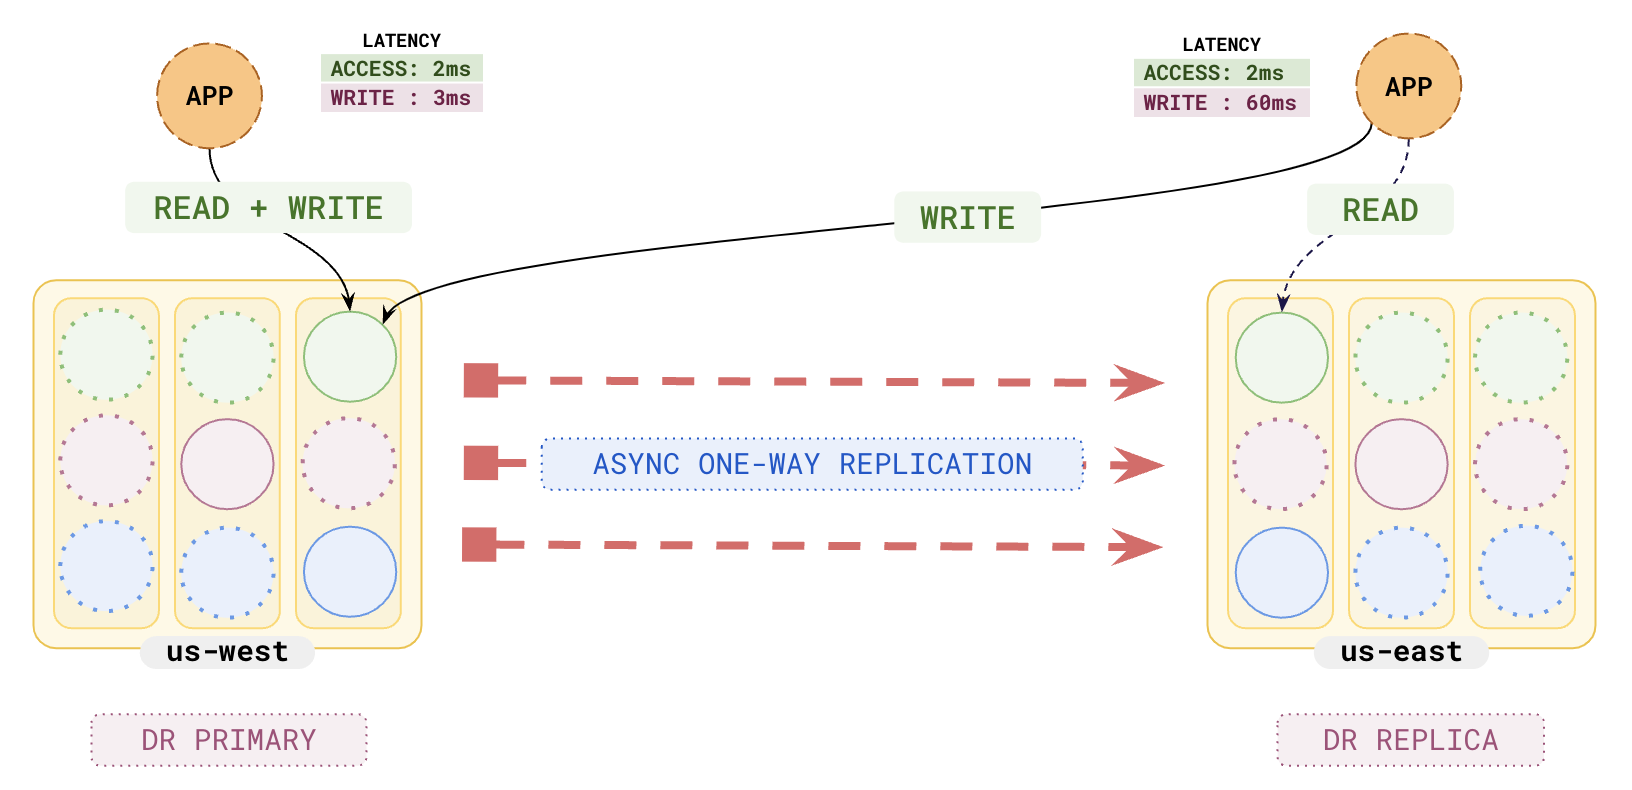 LATENCY
ACCESS: 2ms
WRITE : 3ms
APP
LATENCY
ACCESS: 2ms
WRITE : 60ms
APP
READ + WRITE
WRITE
READ
ASYNC ONE-WAY REPLICATION
us-west
us-east
DR PRIMARY
DR REPLICA